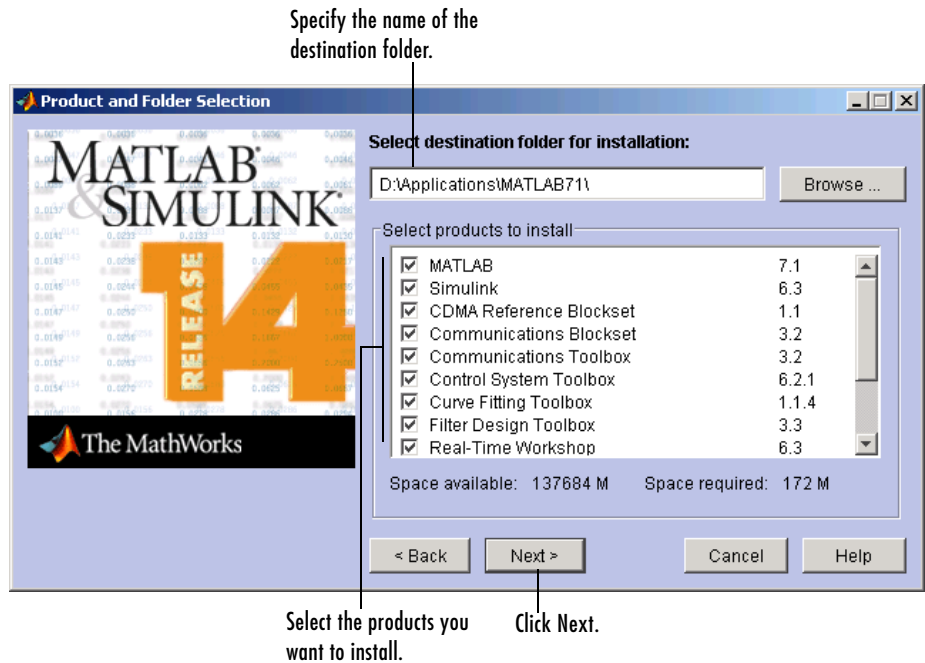 Specify the name of the
destination folder.
Product and Folder Selection
MATLAB
& SIMULINK
RELEASE 14
The MathWorks
Select destination folder for installation:
D:\Applications\MATLAB71\
Browse ...
Select products to install
MATLAB 7.1
Simulink 6.3
CDMA Reference Blockset 1.1
Communications Blockset 3.2
Communications Toolbox 3.2
Control System Toolbox 6.2.1
Curve Fitting Toolbox 1.1.4
Filter Design Toolbox 3.3
Real-Time Workshop 6.3
Space available: 137684 M Space required: 172 M
< Back
Next >
Cancel
Help
Select the products you
want to install.
Click Next.